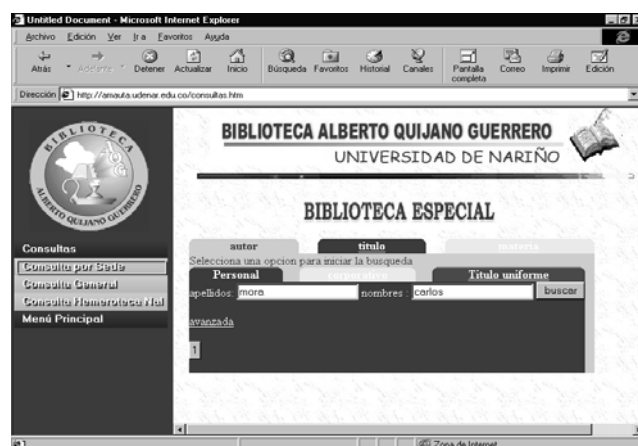 Untitled Document - Microsoft Internet Explorer
Archivo Edición Ver Ir a Favoritos Ayuda
Atrás Adelante Detener Actualizar Inicio Búsqueda Favoritos Historial Canales Pantalla completa Correo Imprimir Edición
Dirección http://amauta.udenar.edu.co/consultas.htm
BIBLIOTECA
ALBERTO QUIJANO GUERRERO
BIBLIOTECA ALBERTO QUIJANO GUERRERO
UNIVERSIDAD DE NARIÑO
BIBLIOTECA ESPECIAL
Consultas
Consulta por Sede
Consulta General
Consulta Hemeroteca Nal
Menú Principal
autor titulo materia
Selecciona una opcion para iniciar la busqueda
Personal corporativo Titulo uniforme
apellidos: mora nombres : carlos buscar
avanzada
1
Zona de Internet